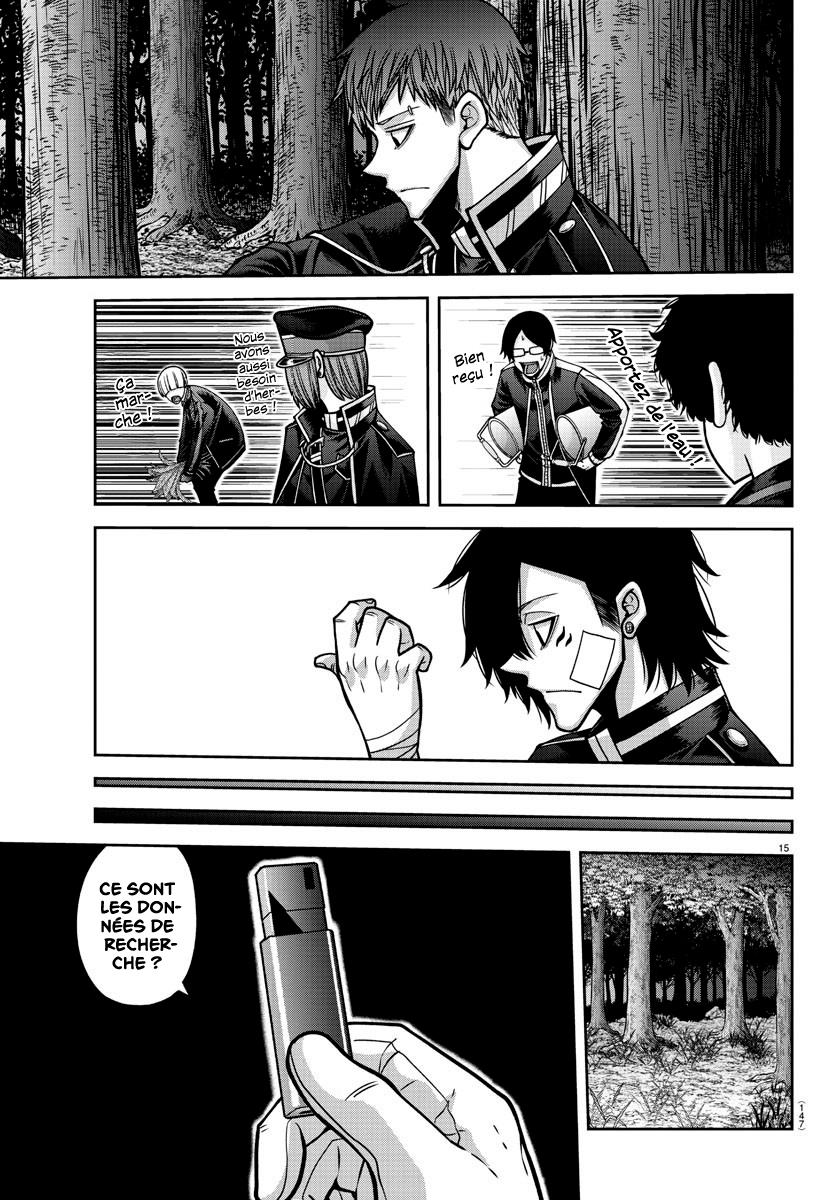 Apportez de l'eau !
Bien
reçu !
Nous
avons
aussi
besoin
d'her-
bes !
Ça
mar-
che !
15
CE SONT
LES DON-
NÉES DE
RECHER-
CHE ?
(147)